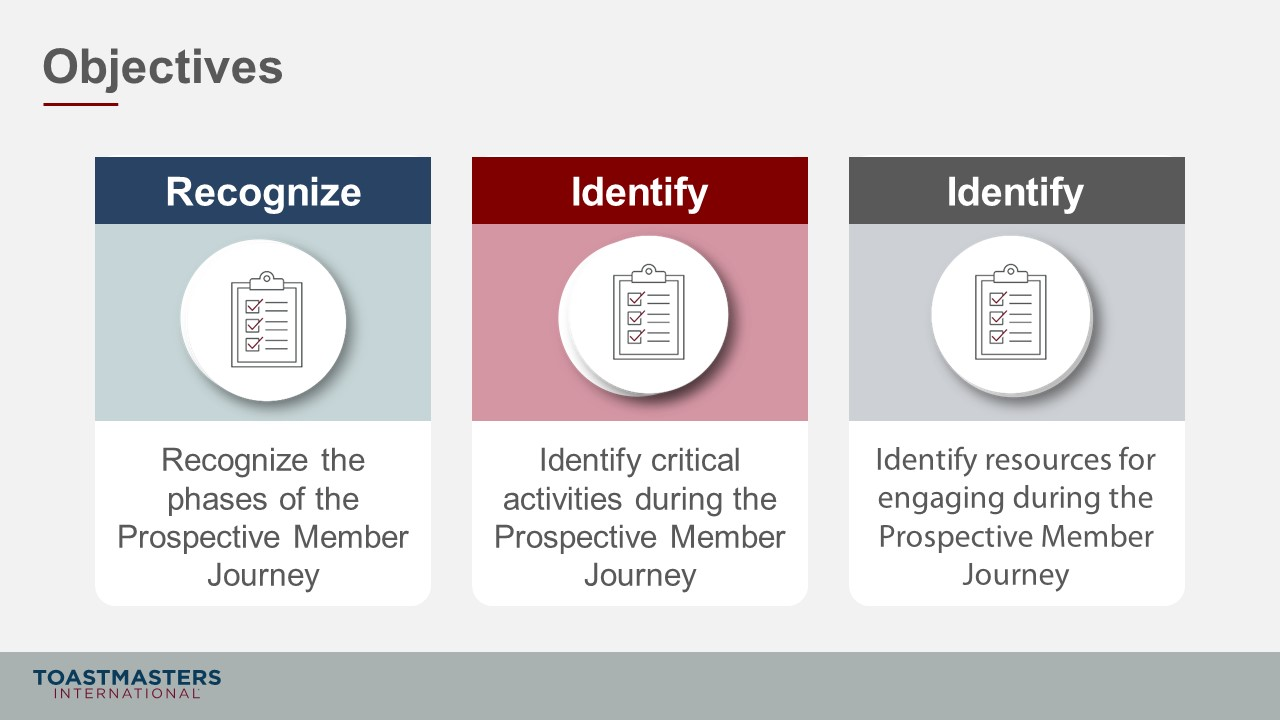 Objectives
Recognize
Recognize the
phases of the
Prospective Member
Journey
Identify
Identify critical
activities during the
Prospective Member
Journey
Identify
Identify resources for
engaging during the
Prospective Member
Journey
TOASTMASTERS
INTERNATIONAL